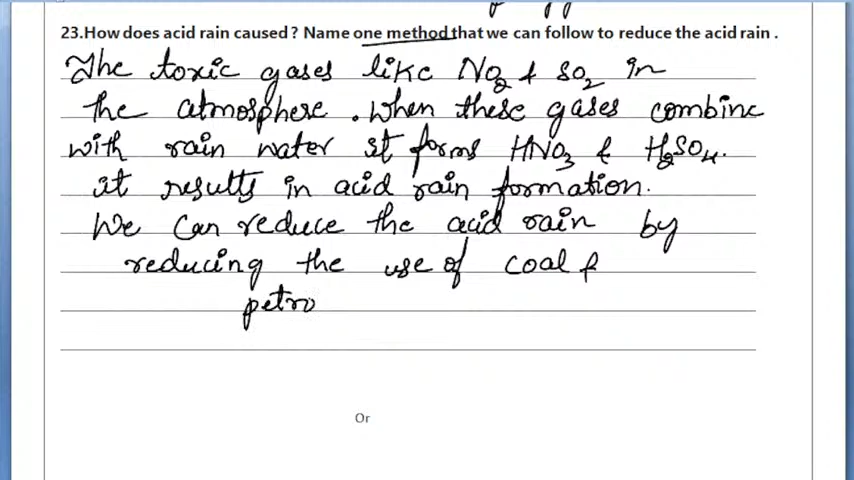 23.How does acid rain caused? Name one method that we can follow to reduce the acid rain .
The toxic gases like NO2 & SO2 in
the atmosphere . When these gases combine
with rain water it forms HNO3 & H2SO4.
it results in acid rain formation.
We Can reduce the acid rain by
reducing the use of coal &
petro
Or